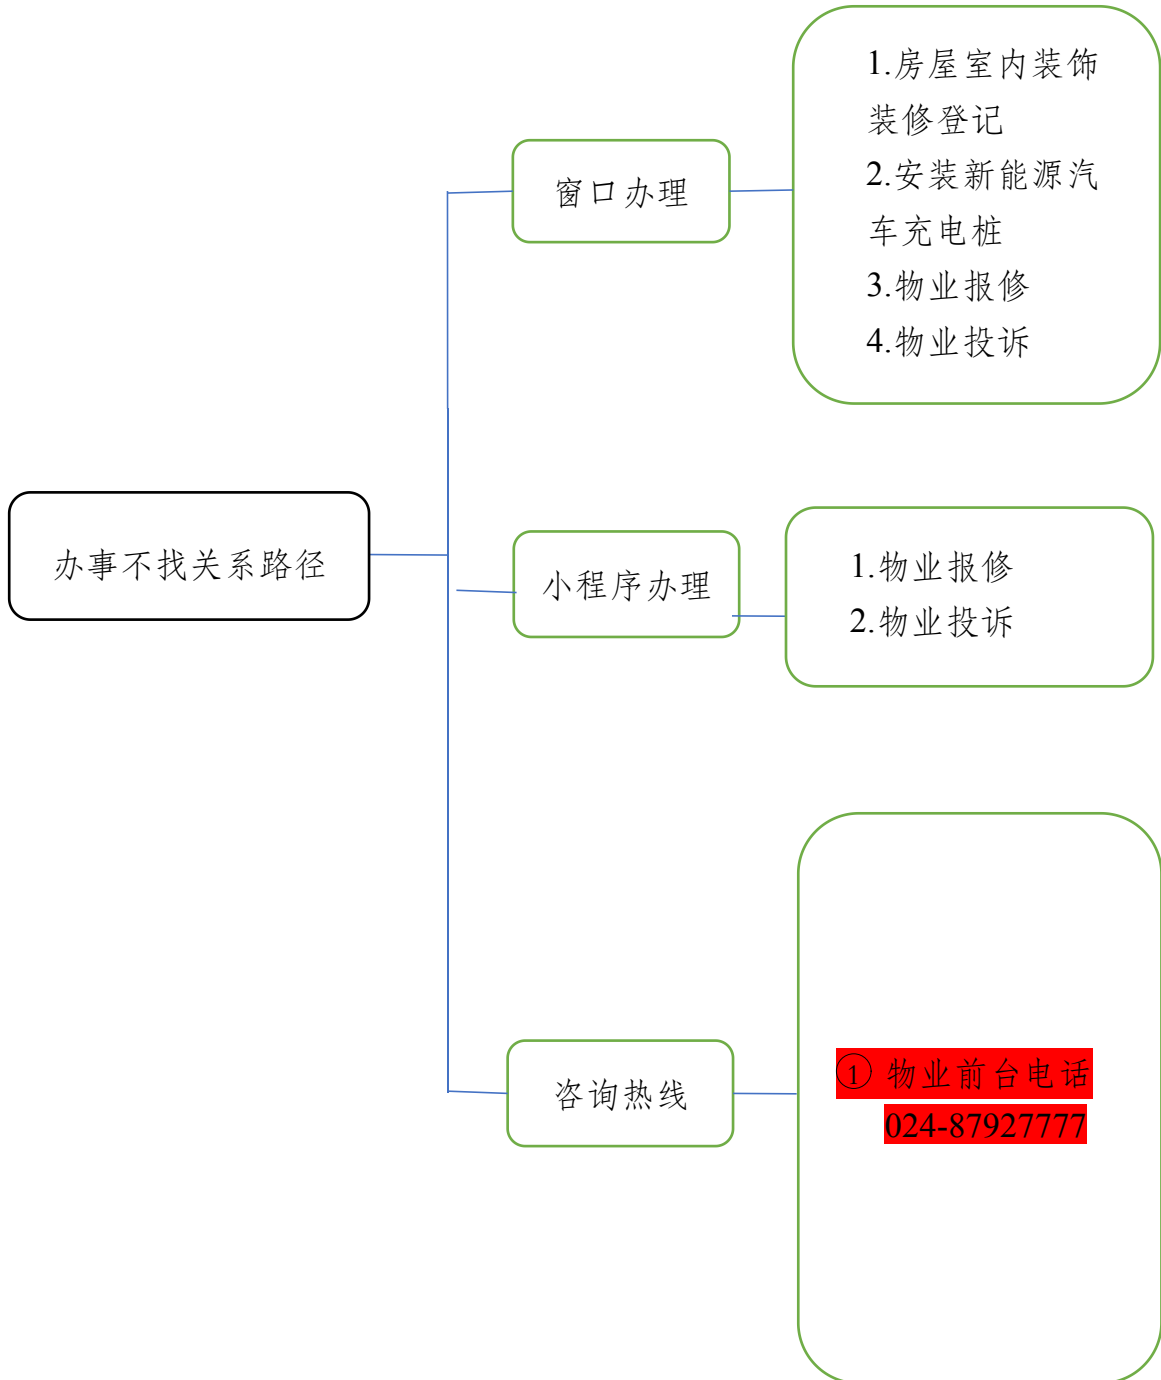 办事不找关系路径
窗口办理
1.房屋室内装饰
装修登记
2.安装新能源汽
车充电桩
3.物业报修
4.物业投诉
小程序办理
1.物业报修
2.物业投诉
咨询热线
① 物业前台电话
024-87927777